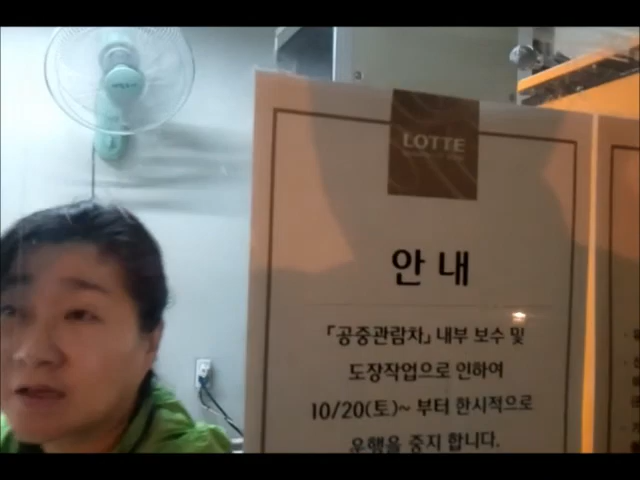 LOTTE
안 내
「공중관람차」 내부 보수 및
도장작업으로 인하여
10/20(토)~ 부터 한시적으로
운행을 중지 합니다.